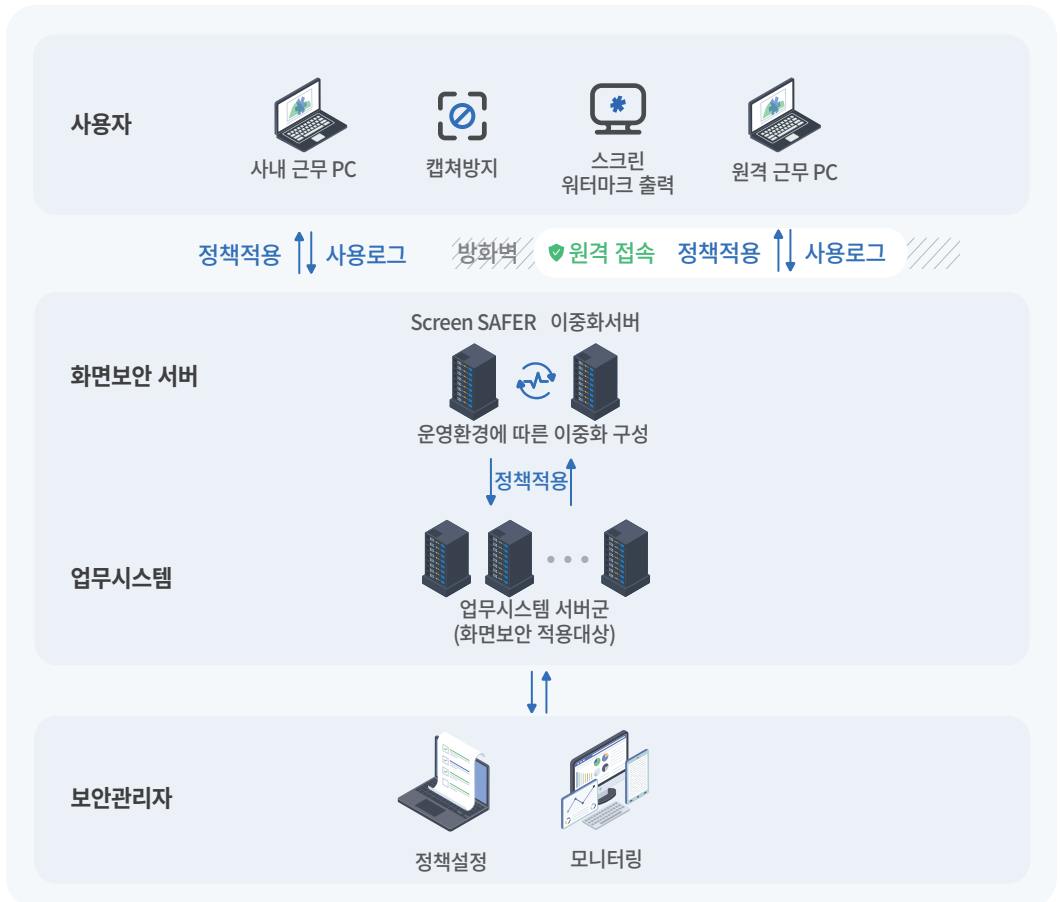 사용자
사내 근무 PC
캡쳐방지
스크린
워터마크 출력
원격 근무 PC
정책적용
사용로그
방화벽
원격 접속
정책적용
사용로그
화면보안 서버
Screen SAFER
이중화서버
운영환경에 따른 이중화 구성
정책적용
업무시스템
업무시스템 서버군
(화면보안 적용대상)
보안관리자
정책설정
모니터링